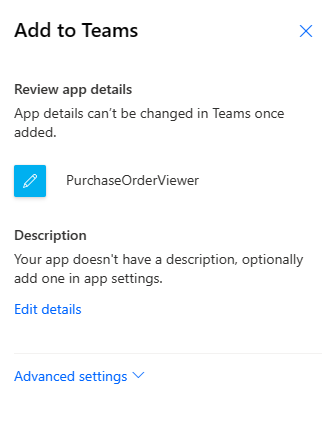 Add to Teams
Review app details
App details can't be changed in Teams once
added.
PurchaseOrderViewer
Description
Your app doesn't have a description, optionally
add one in app settings.
Edit details
Advanced settings